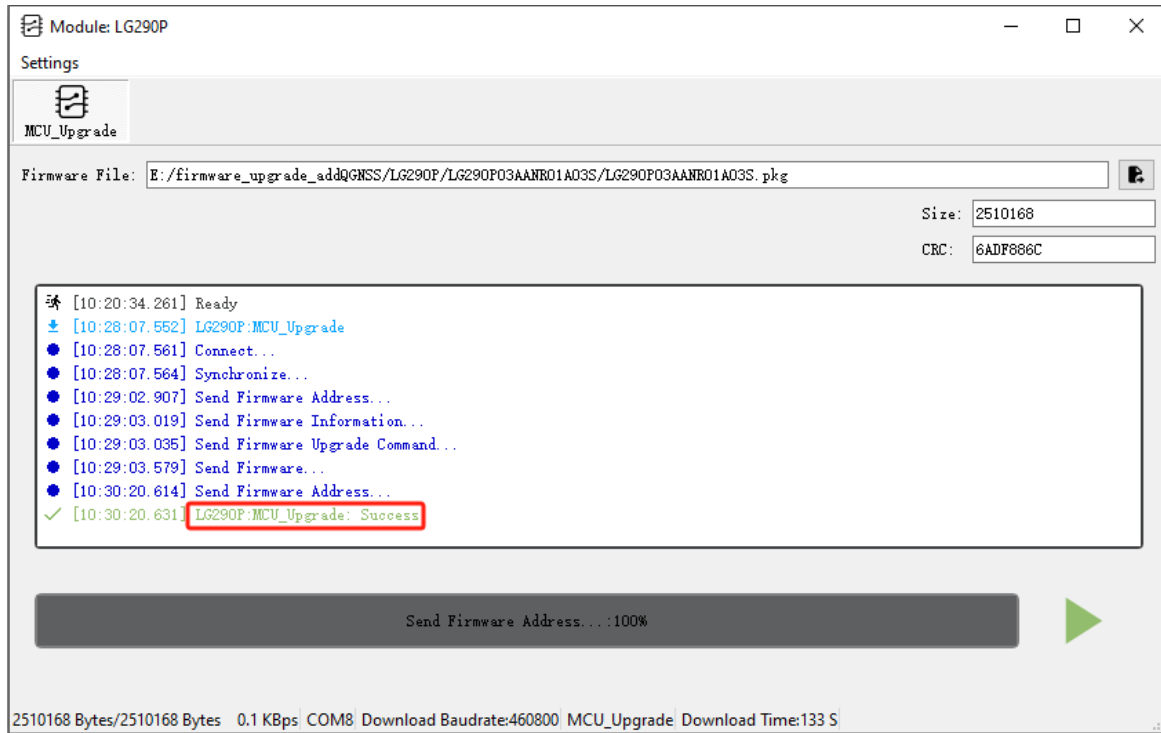 Module: LG290P
Settings
MCU_Upgrade
Firmware File: E:/firmware_upgrade_addQGNSS/LG290P/LG290P03AANR01A03S/LG290P03AANR01A03S.pkg
Size: 2510168
CRC: 6ADF886C
[10:20:34.261] Ready
[10:28:07.552] LG290P:MCU_Upgrade
[10:28:07.561] Connect...
[10:28:07.564] Synchronize...
[10:29:02.907] Send Firmware Address...
[10:29:03.019] Send Firmware Information...
[10:29:03.035] Send Firmware Upgrade Command...
[10:29:03.579] Send Firmware...
[10:30:20.614] Send Firmware Address...
[10:30:20.631] LG290P:MCU_Upgrade: Success
Send Firmware Address...:100%
2510168 Bytes/2510168 Bytes 0.1 KBps COM8 Download Baudrate:460800 MCU_Upgrade Download Time:133 S